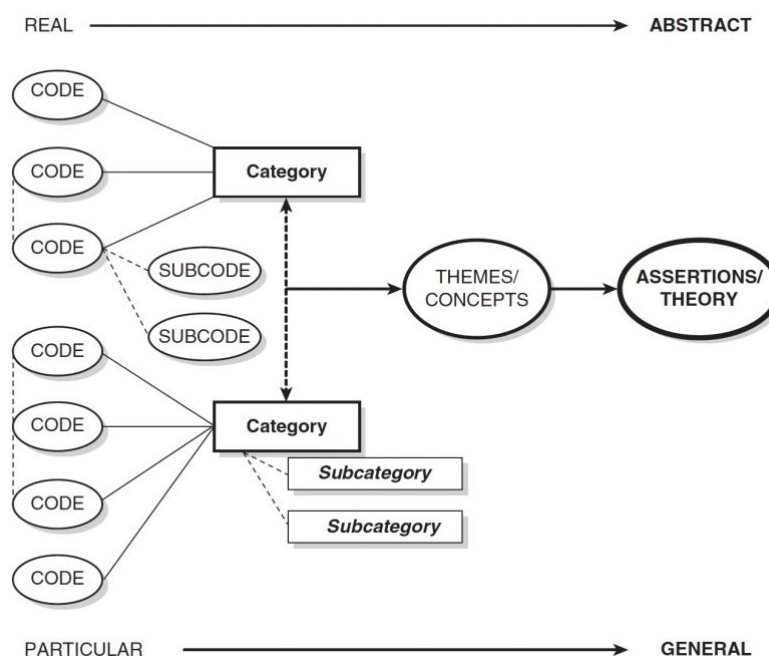 REAL
ABSTRACT
CODE
CODE
Category
CODE
SUBCODE
SUBCODE
THEMES/
CONCEPTS
ASSERTIONS/
THEORY
CODE
CODE
Category
Subcategory
CODE
Subcategory
CODE
PARTICULAR
GENERAL